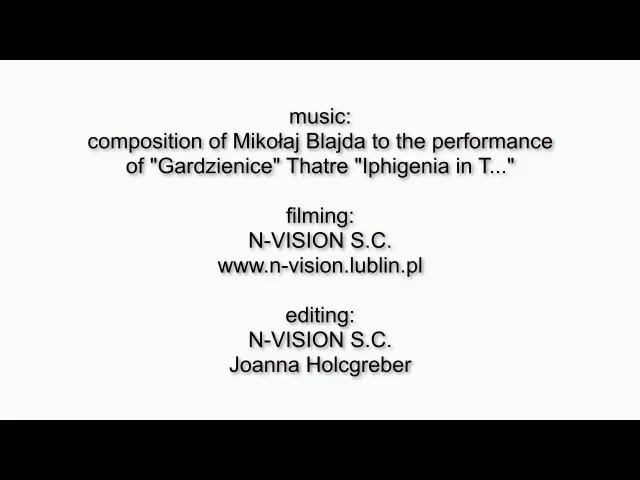 music:
composition of Mikołaj Blajda to the performance
of "Gardzienice" Thatre "Iphigenia in T..."
filming:
N-VISION S.C.
www.n-vision.lublin.pl
editing:
N-VISION S.C.
Joanna Holcgreber